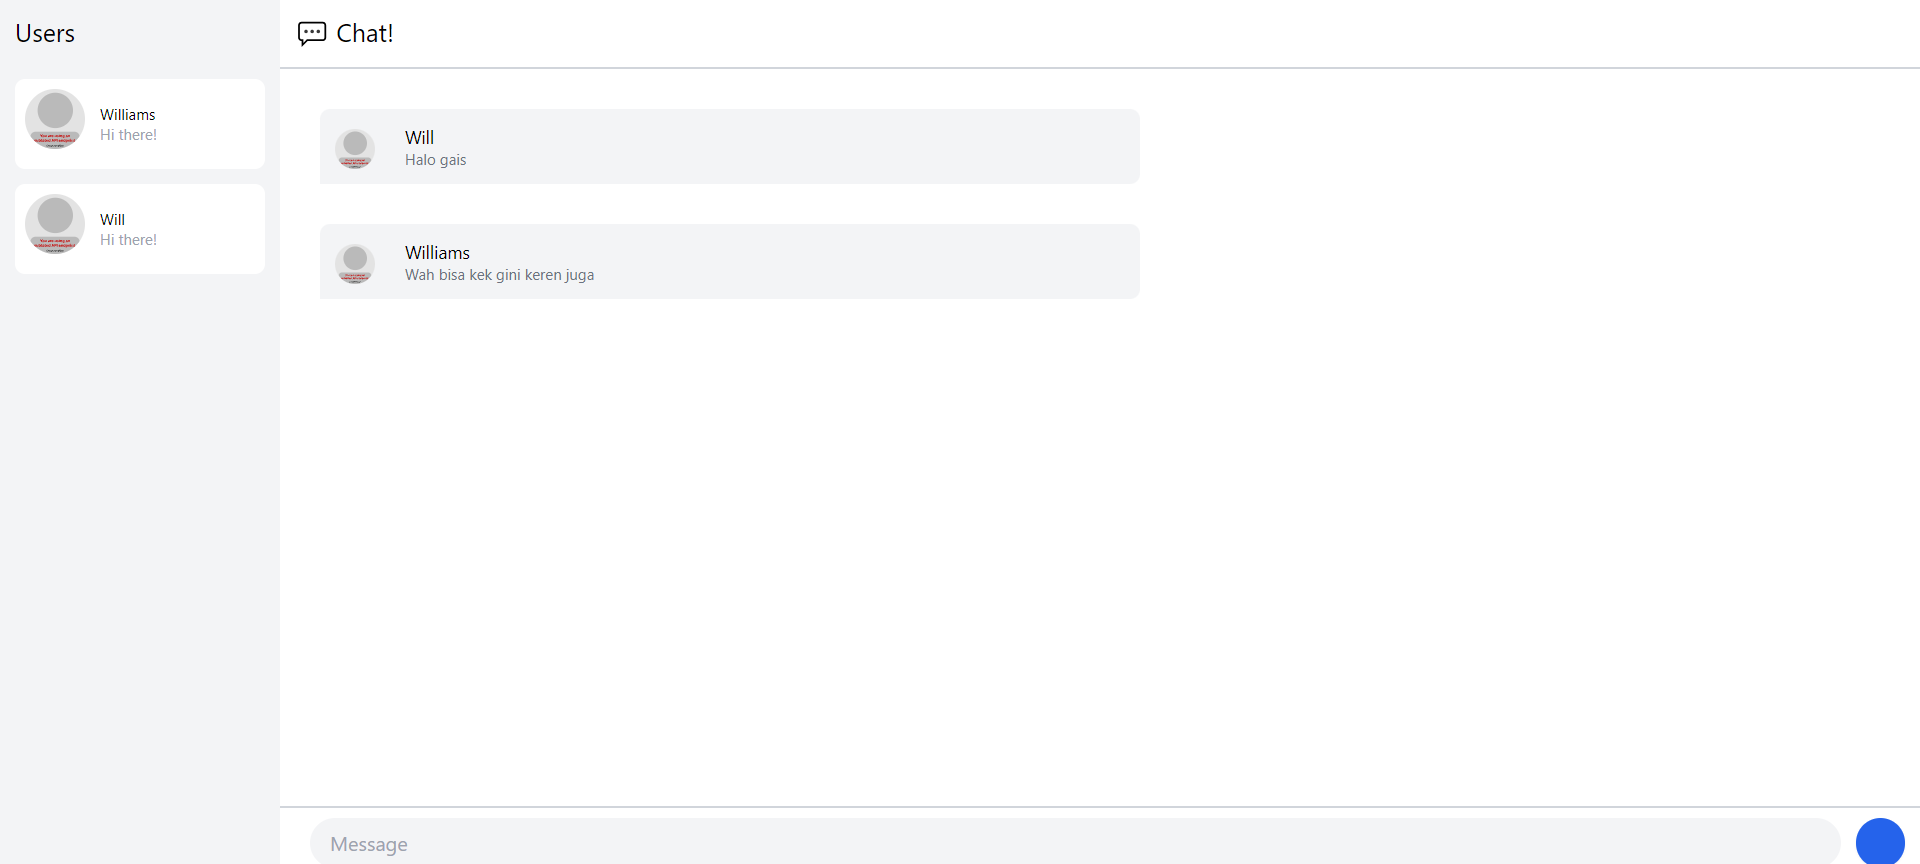 Users
Williams
Hi there!
Will
Hi there!
Chat!
Will
Halo gais
Williams
Wah bisa kek gini keren juga
Message